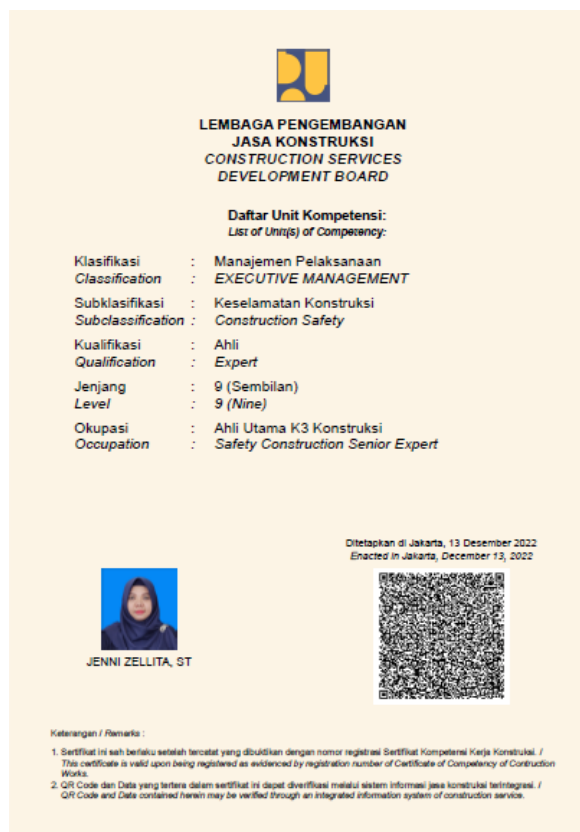 LEMBAGA PENGEMBANGAN
JASA KONSTRUKSI
CONSTRUCTION SERVICES
DEVELOPMENT BOARD
Daftar Unit Kompetensi:
List of Unit(s) of Competency:
Klasifikasi : Manajemen Pelaksanaan
Classification : EXECUTIVE MANAGEMENT
Subklasifikasi : Keselamatan Konstruksi
Subclassification : Construction Safety
Kualifikasi : Ahli
Qualification : Expert
Jenjang : 9 (Sembilan)
Level : 9 (Nine)
Okupasi : Ahli Utama K3 Konstruksi
Occupation : Safety Construction Senior Expert
Ditetapkan di Jakarta, 13 Desember 2022
Enacted in Jakarta, December 13, 2022
JENNI ZELLITA, ST
Keterangan / Remarks :
1. Sertifikat ini sah berlaku setelah tercatat yang dibuktikan dengan nomor registrasi Sertifikat Kompetensi Kerja Konstruksi. /
This certificate is valid upon being registered as evidenced by registration number of Certificate of Competency of Contruction
Works.
2. QR Code dan Data yang tertera dalam sertifikat ini dapat diverifikasi melalui sistem informasi jasa konstruksi terintegrasi. /
QR Code and Data contained herein may be verified through an integrated information system of construction service.